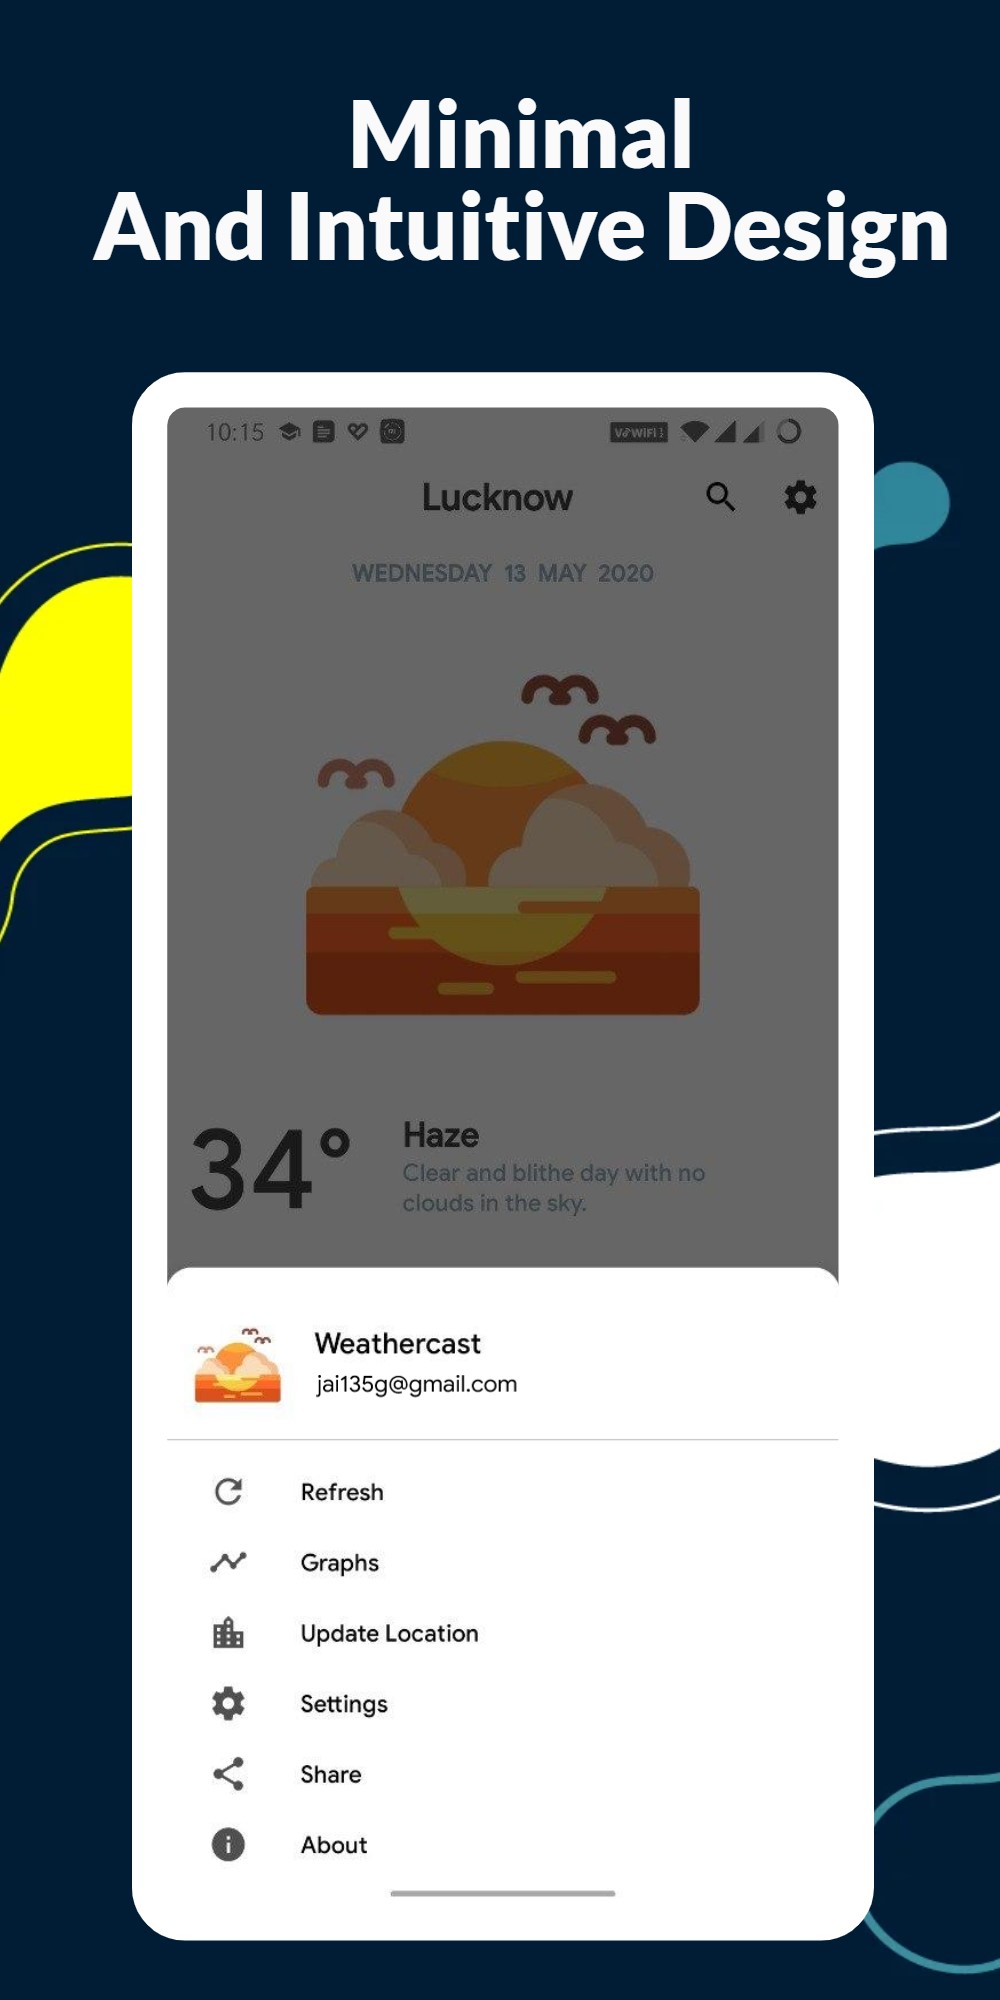 Minimal
And Intuitive Design
10:15
Lucknow
WEDNESDAY 13 MAY 2020
34°
Haze
Clear and blithe day with no
clouds in the sky.
Weathercast
jai135g@gmail.com
Refresh
Graphs
Update Location
Settings
Share
About